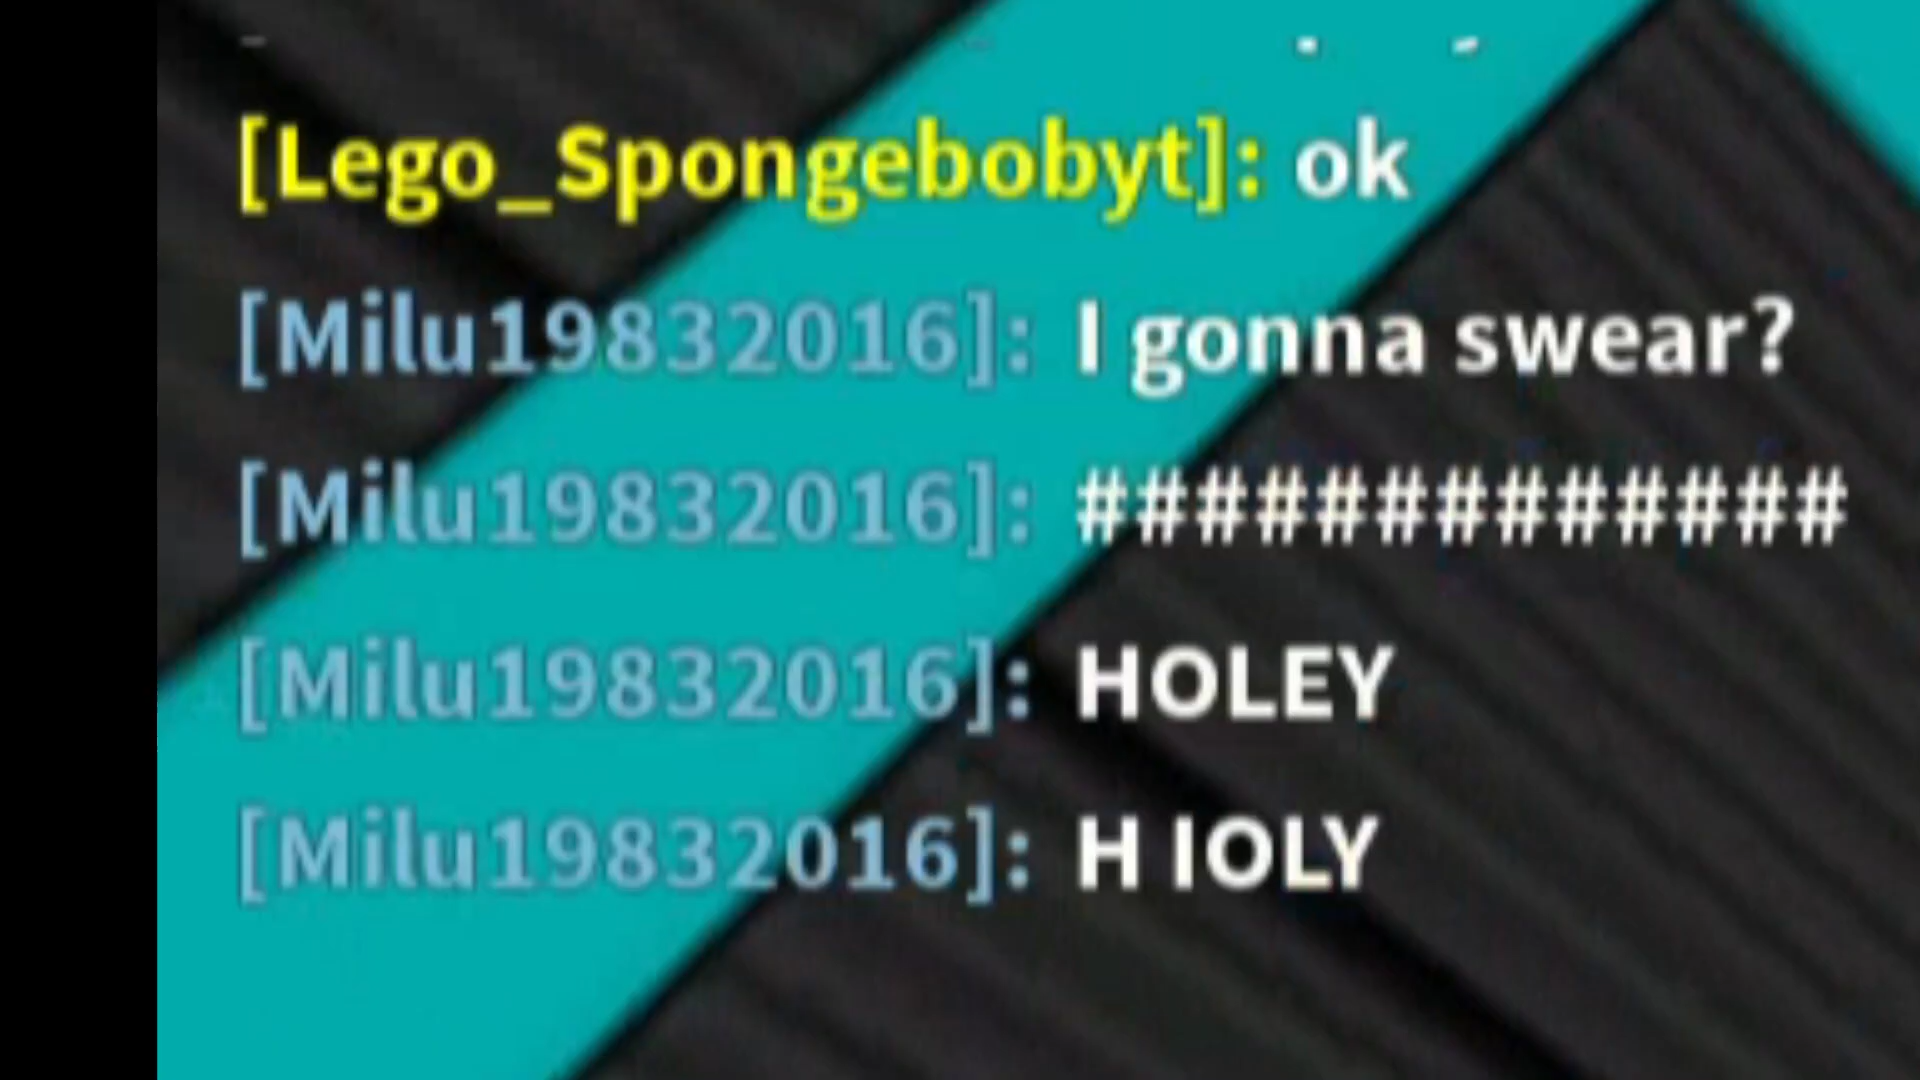 [Lego_Spongebobyt]: ok
[Milu19832016]: I gonna swear?
[Milu19832016]: #############
[Milu19832016]: HOLEY
[Milu19832016]: H IOLY